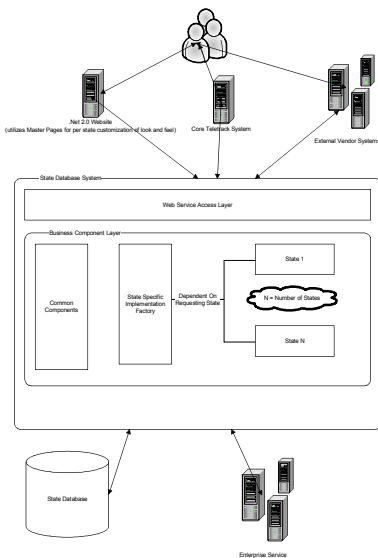 .Net 2.0 Website
(utilizes Master Pages for per state customization of look and feel)
Core Teletrack System
External Vendor Systems
State Database System
Web Service Access Layer
Business Component Layer
Common
Components
State Specific
Implementation
Factory
Dependent On
Requesting State
State 1
N = Number of States
State N
State Database
Enterprise Service